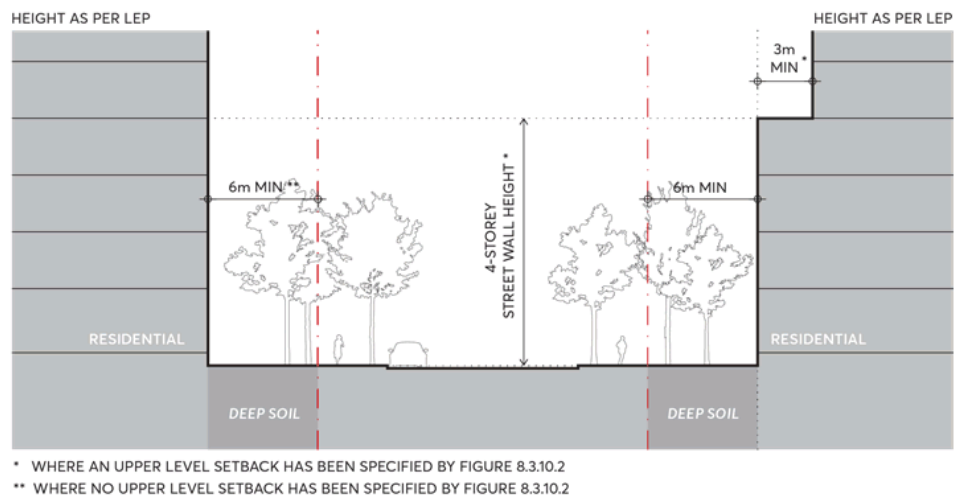 HEIGHT AS PER LEP
HEIGHT AS PER LEP
3m
MIN *
6m MIN **
6m MIN
4-STOREY
STREET WALL HEIGHT *
RESIDENTIAL
RESIDENTIAL
DEEP SOIL
DEEP SOIL
* WHERE AN UPPER LEVEL SETBACK HAS BEEN SPECIFIED BY FIGURE 8.3.10.2
** WHERE NO UPPER LEVEL SETBACK HAS BEEN SPECIFIED BY FIGURE 8.3.10.2